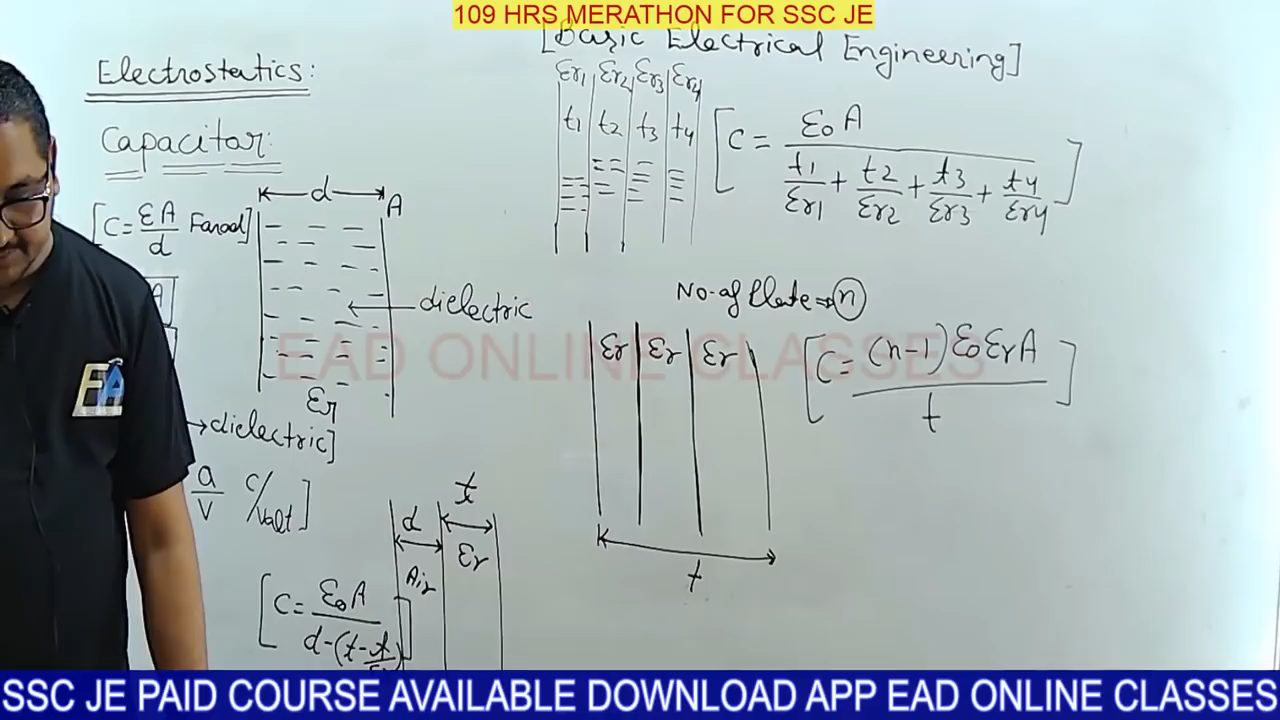 109 HRS MERATHON FOR SSC JE
[Basic Electrical Engineering]
Electrostatics:
Capacitor:
[C = εA/d Farad]
d
A
dielectric
εr
A
→dielectric]
Q/V C/Volt]
d
t
Air
εr
[C = ε₀A / d-(t-t/εr)]
εr1 εr2 εr3 εr4
t1 t2 t3 t4
[C = ε₀A / t1/εr1 + t2/εr2 + t3/εr3 + t4/εr4]
No. of Plate → n
εr εr εr
[C = (n-1) ε₀εrA / t]
t
EAD ONLINE CLASSES
EA
SSC JE PAID COURSE AVAILABLE DOWNLOAD APP EAD ONLINE CLASSES